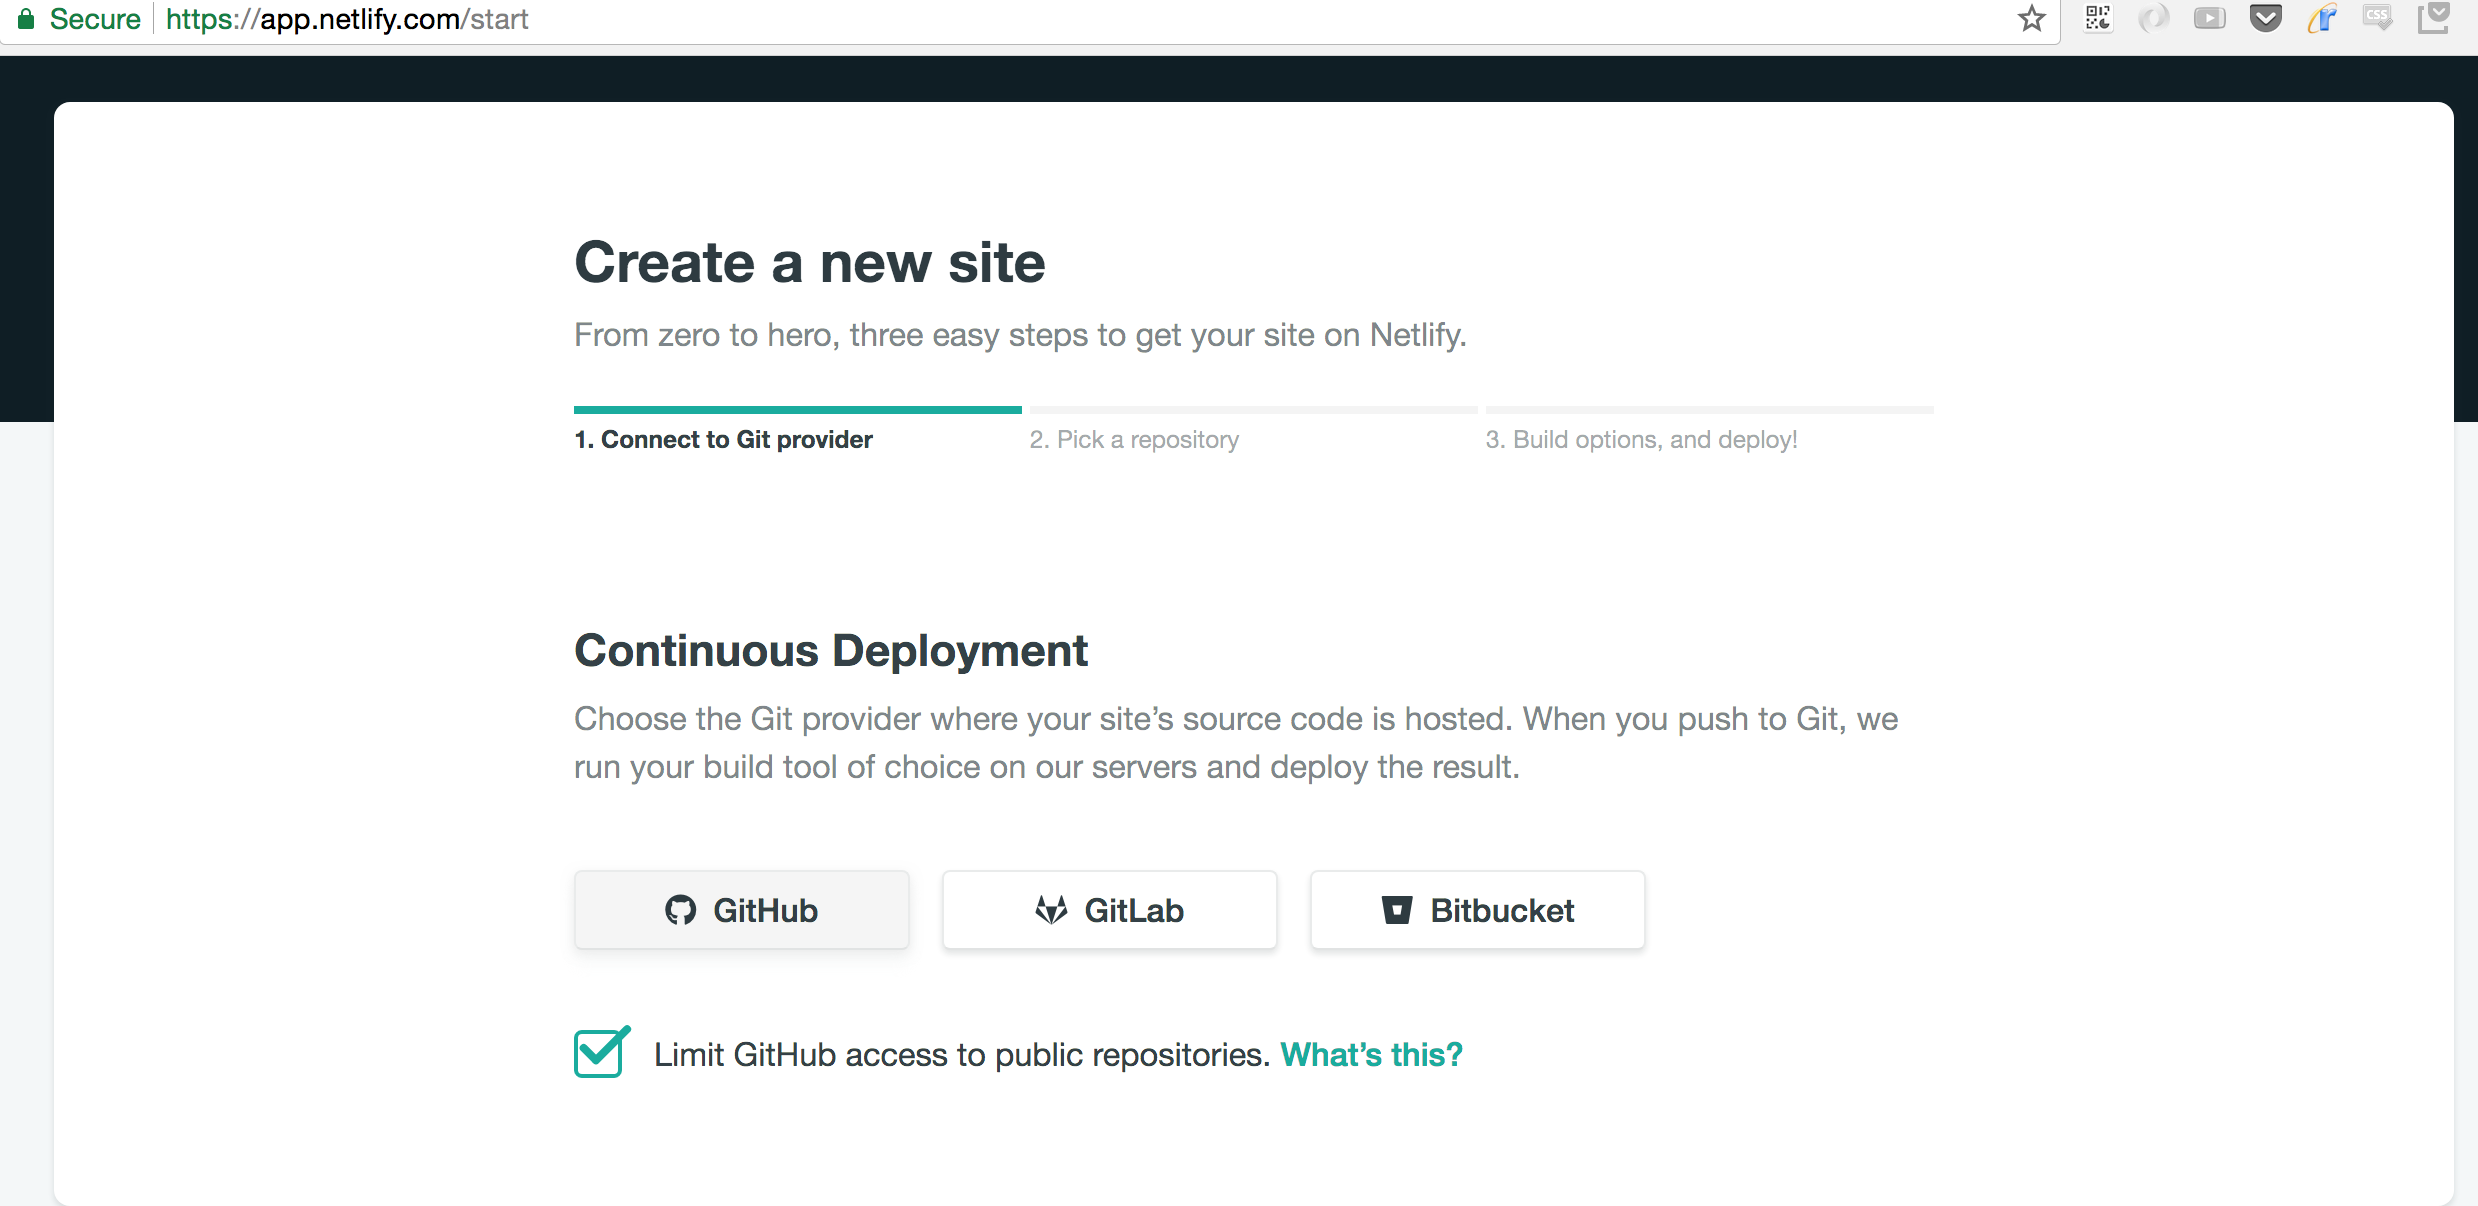 Secure https://app.netlify.com/start
CSS
Create a new site
From zero to hero, three easy steps to get your site on Netlify.
1. Connect to Git provider
2. Pick a repository
3. Build options, and deploy!
Continuous Deployment
Choose the Git provider where your site’s source code is hosted. When you push to Git, we
run your build tool of choice on our servers and deploy the result.
GitHub
GitLab
Bitbucket
Limit GitHub access to public repositories. What’s this?